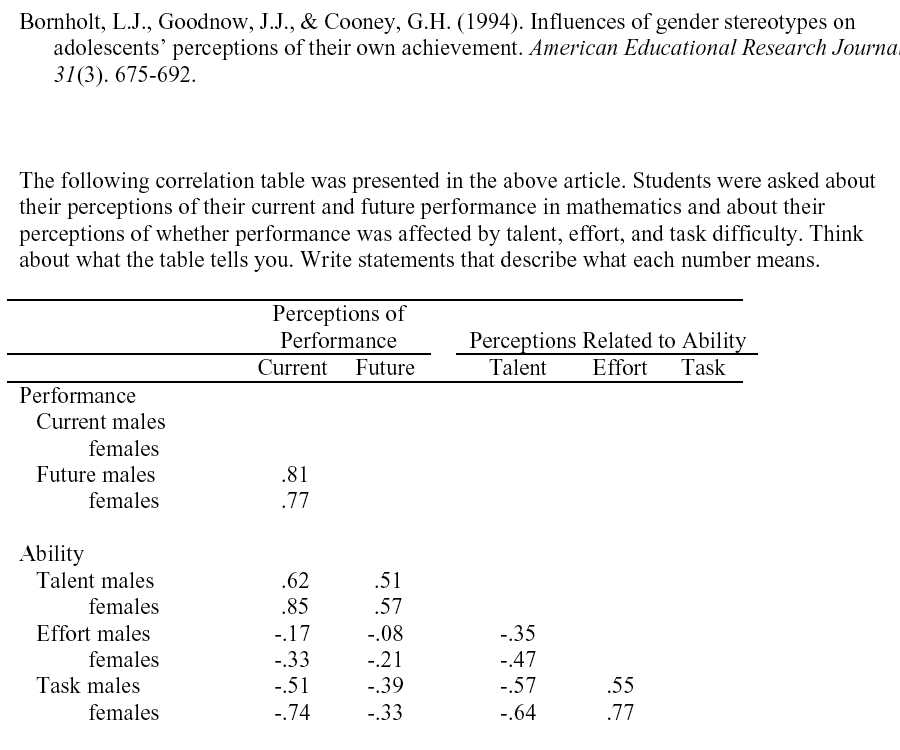 Bornholt, L.J., Goodnow, J.J., & Cooney, G.H. (1994). Influences of gender stereotypes on
adolescents’ perceptions of their own achievement. American Educational Research Journa
31(3). 675-692.
The following correlation table was presented in the above article. Students were asked about
their perceptions of their current and future performance in mathematics and about their
perceptions of whether performance was affected by talent, effort, and task difficulty. Think
about what the table tells you. Write statements that describe what each number means.
Perceptions of
Performance Perceptions Related to Ability
Current Future Talent Effort Task
Performance
Current males
females
Future males .81
females .77
Ability
Talent males .62 .51
females .85 .57
Effort males -.17 -.08 -.35
females -.33 -.21 -.47
Task males -.51 -.39 -.57 .55
females -.74 -.33 -.64 .77